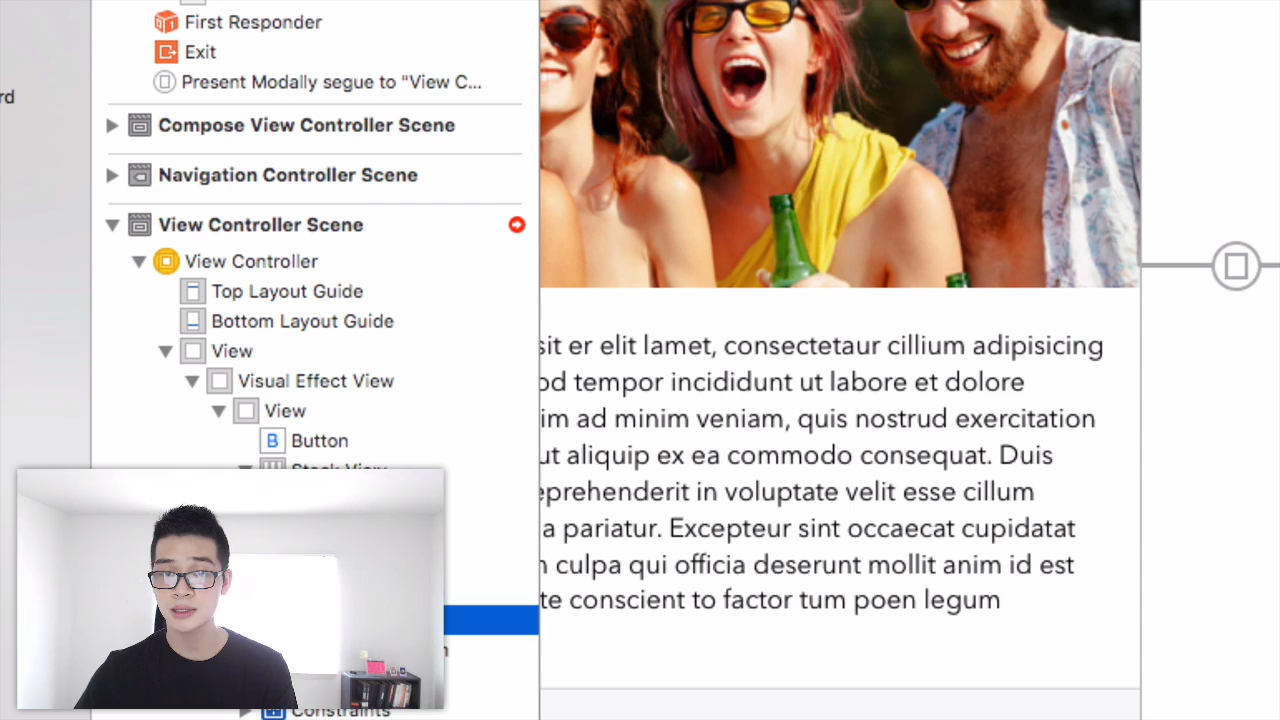 rd
First Responder
Exit
Present Modally segue to "View C...
Compose View Controller Scene
Navigation Controller Scene
View Controller Scene
View Controller
Top Layout Guide
Bottom Layout Guide
View
Visual Effect View
View
B Button
Stack View
Constraints
sit er elit lamet, consectetaur cillium adipisicing
od tempor incididunt ut labore et dolore
im ad minim veniam, quis nostrud exercitation
ut aliquip ex ea commodo consequat. Duis
eprehenderit in voluptate velit esse cillum
a pariatur. Excepteur sint occaecat cupidatat
n culpa qui officia deserunt mollit anim id est
te conscient to factor tum poen legum